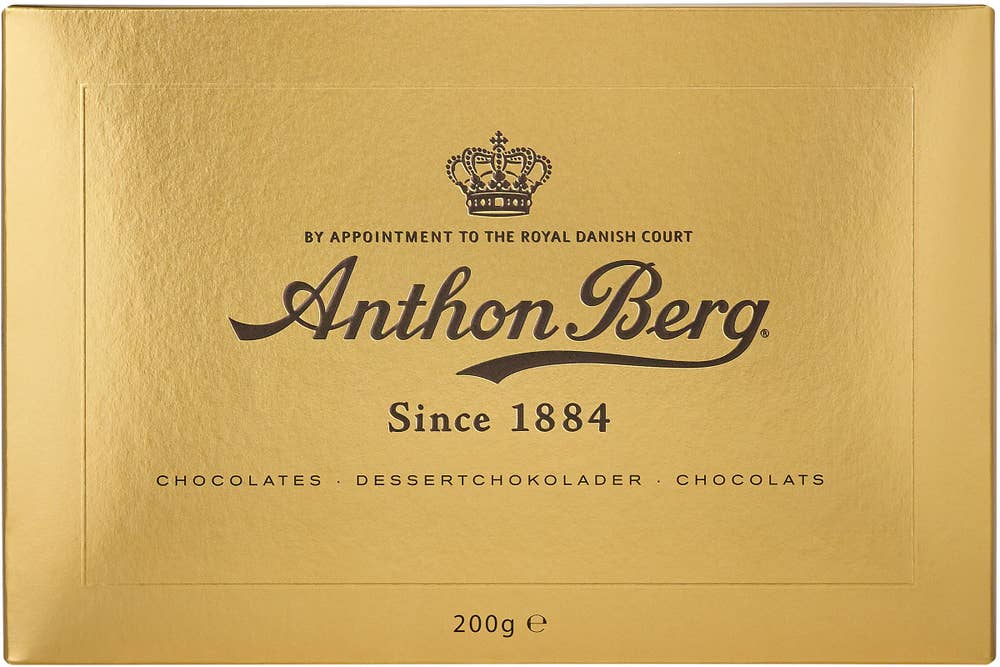 BY APPOINTMENT TO THE ROYAL DANISH COURT
Anthon Berg®
Since 1884
CHOCOLATES · DESSERTCHOKOLADER · CHOCOLATS
200g ℮